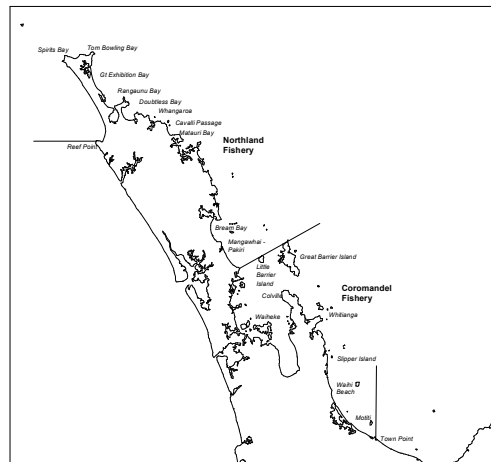 Spirits Bay
Tom Bowling Bay
Gt Exhibition Bay
Rangaunu Bay
Doubtless Bay
Whangaroa
Cavalli Passage
Matauri Bay
Reef Point
Northland
Fishery
Bream Bay
Mangawhai -
Pakiri
Little
Barrier
Island
Great Barrier Island
Colville
Coromandel
Fishery
Waiheke
Whitianga
Slipper Island
Waihi
Beach
Motiti
Town Point